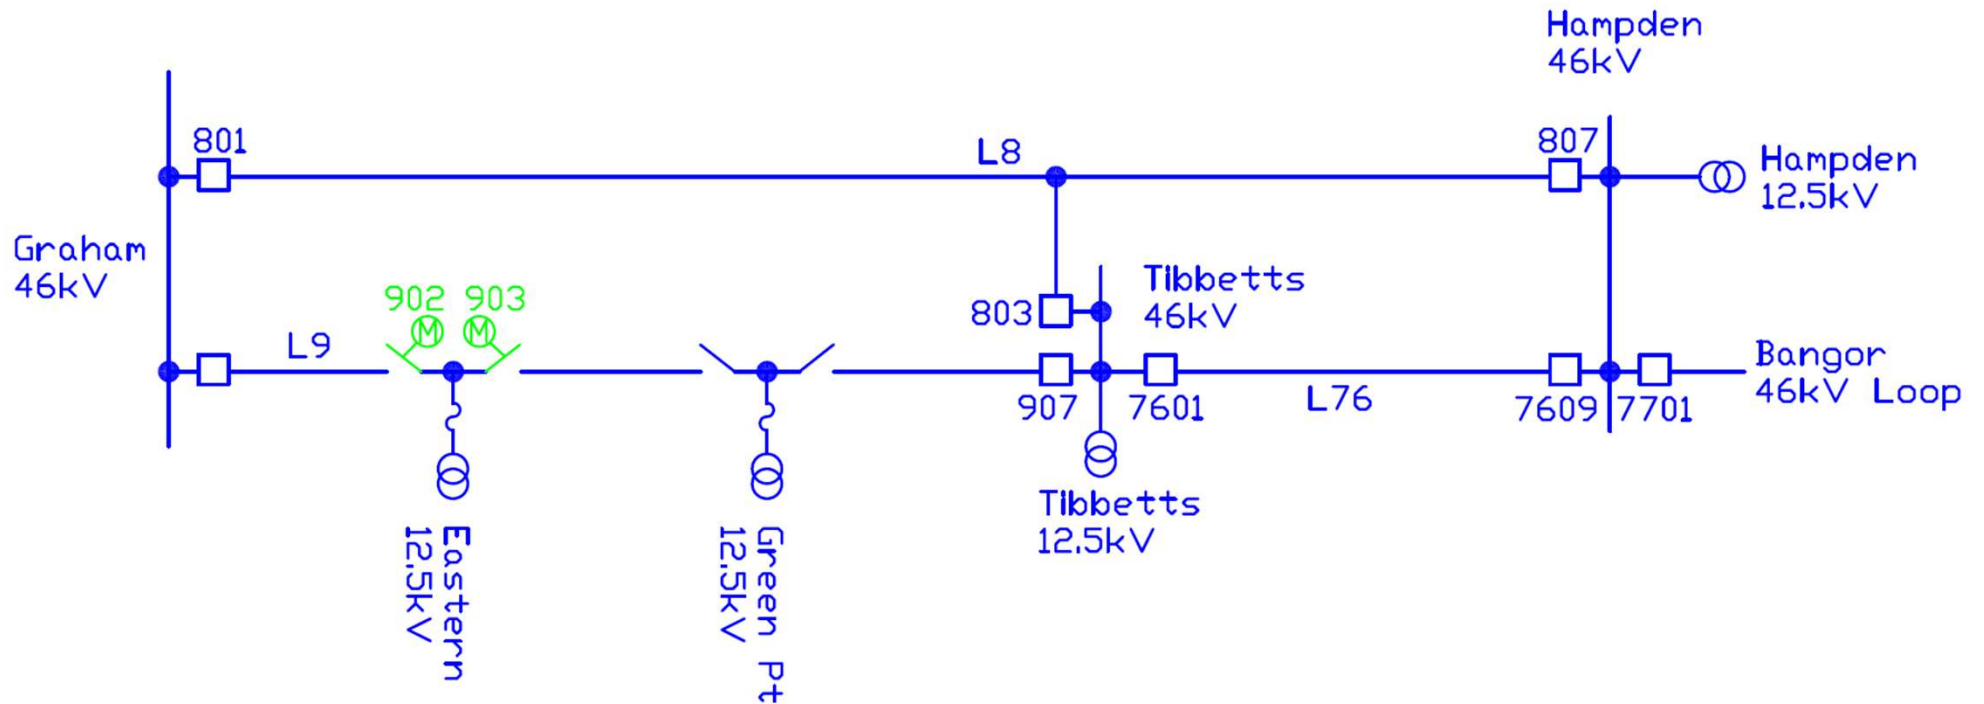 Hampden
46kV
801
L8
807
Hampden
12.5kV
Graham
46kV
902
903
M
M
L9
Tibbetts
46kV
803
Bangor
46kV Loop
907
7601
L76
7609
7701
Tibbetts
12.5kV
Eastern
12.5kV
Green Pt
12.5kV